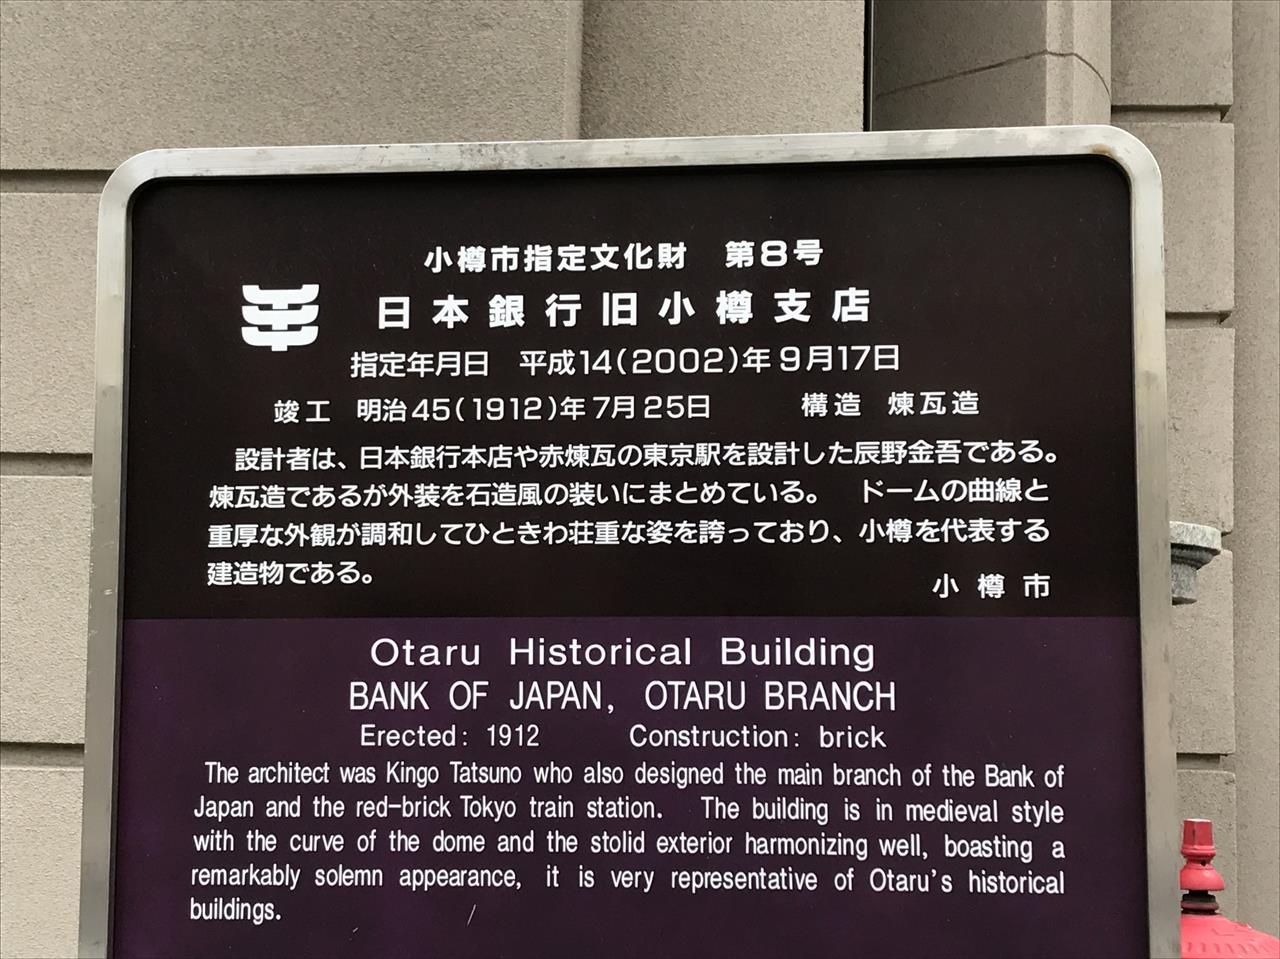 小樽市指定文化財 第8号
日本銀行旧小樽支店
指定年月日 平成14(2002)年9月17日
竣工 明治45(1912)年7月25日 構造 煉瓦造
設計者は、日本銀行本店や赤煉瓦の東京駅を設計した辰野金吾である。
煉瓦造であるが外装を石造風の装いにまとめている。 ドームの曲線と
重厚な外観が調和してひときわ荘重な姿を誇っており、小樽を代表する
建造物である。
小樽市
Otaru Historical Building
BANK OF JAPAN, OTARU BRANCH
Erected: 1912 Construction: brick
The architect was Kingo Tatsuno who also designed the main branch of the Bank of
Japan and the red-brick Tokyo train station. The building is in medieval style
with the curve of the dome and the stolid exterior harmonizing well, boasting a
remarkably solemn appearance, it is very representative of Otaru's historical
buildings.